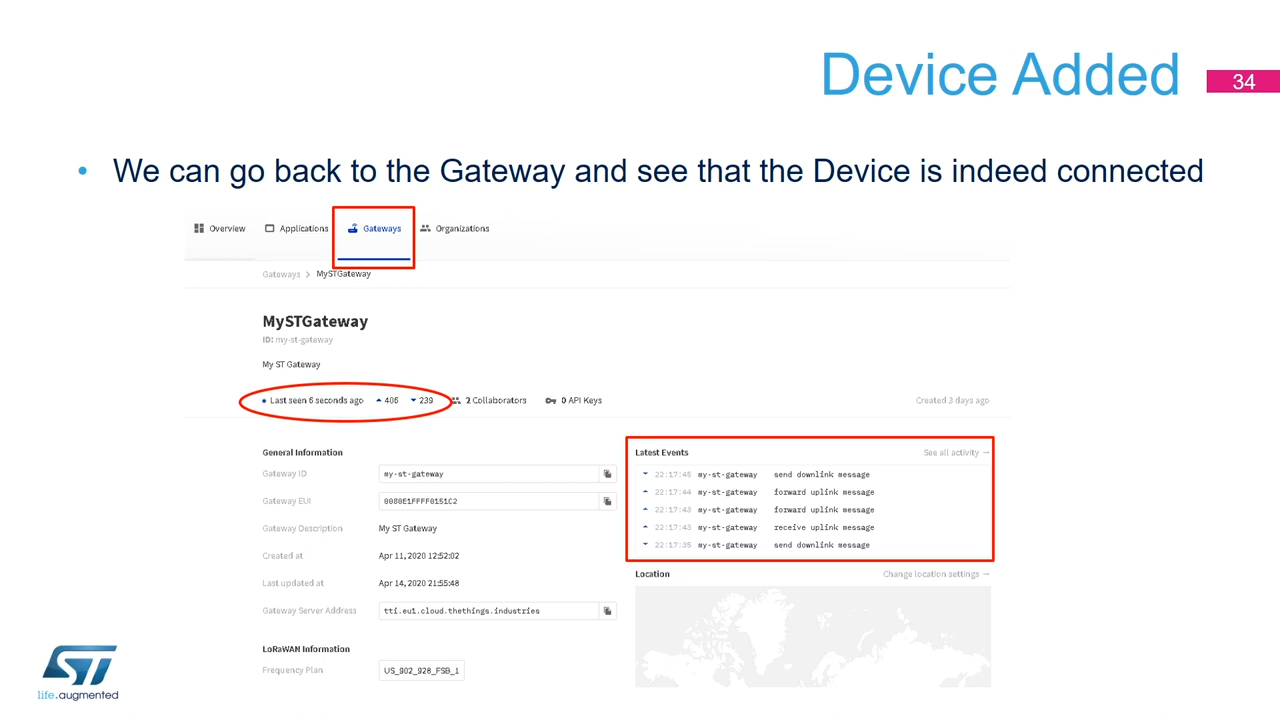 Device Added
34
• We can go back to the Gateway and see that the Device is indeed connected
Overview Applications Gateways Organizations
Gateways > MySTGateway
MySTGateway
ID: my-st-gateway
My ST Gateway
Last seen 6 seconds ago 406 239 2 Collaborators 0 API Keys Created 3 days ago
General Information
Gateway ID my-st-gateway
Gateway EUI 0080E1FFFF0151C2
Gateway Description My ST Gateway
Created at Apr 11, 2020 12:52:02
Last updated at Apr 14, 2020 21:55:48
Gateway Server Address tti.eu1.cloud.thethings.industries
LoRaWAN Information
Frequency Plan US_902_928_FSB_1
Latest Events See all activity →
22:17:45 my-st-gateway send downlink message
22:17:44 my-st-gateway forward uplink message
22:17:43 my-st-gateway forward uplink message
22:17:43 my-st-gateway receive uplink message
22:17:35 my-st-gateway send downlink message
Location Change location settings →
ST
life.augmented